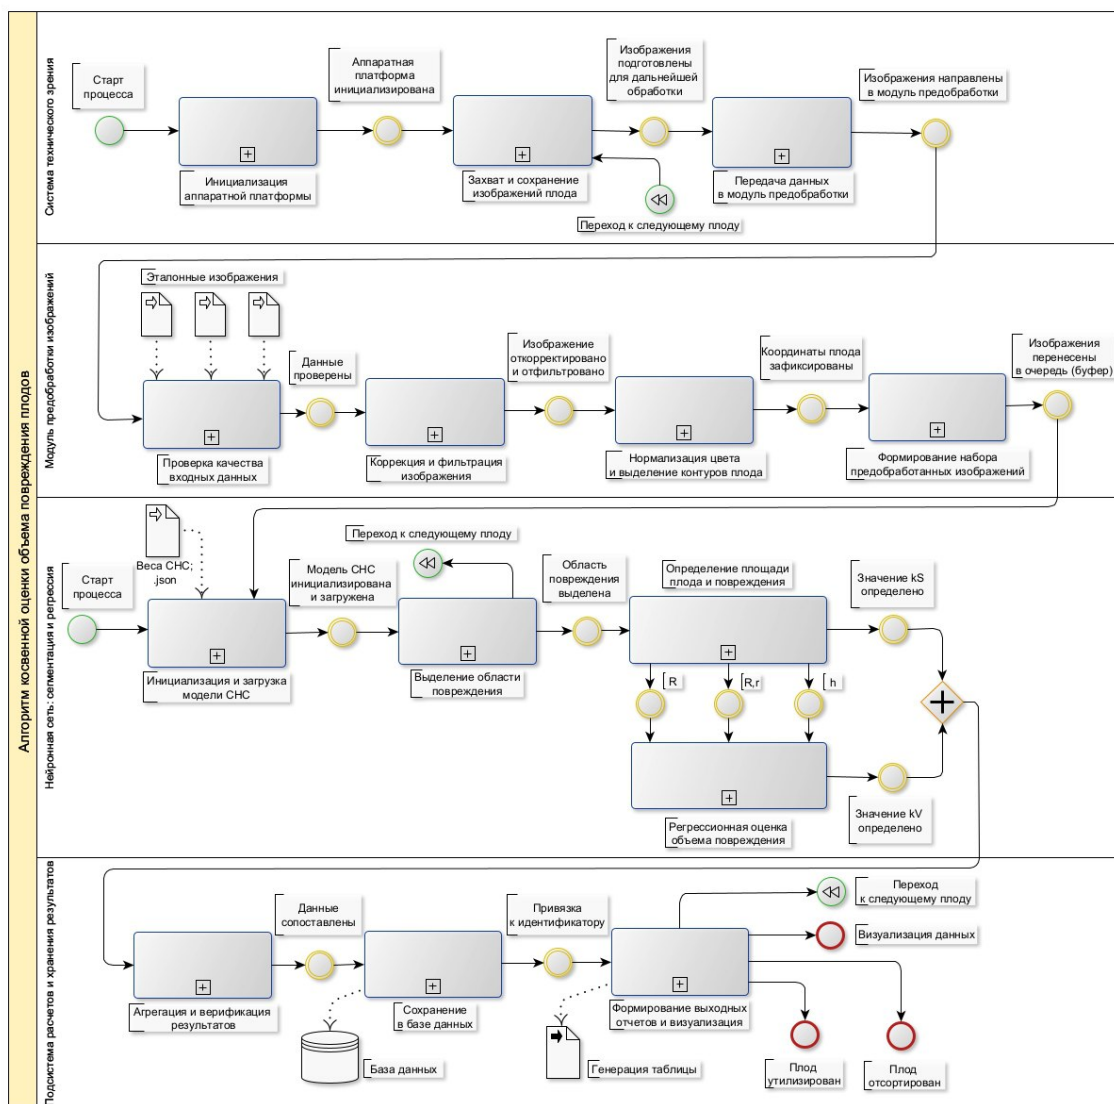 Алгоритм косвенной оценки объема повреждения плодов
Система технического зрения
Старт
процесса
Аппаратная
платформа
инициализирована
Изображения
подготовлены
для дальнейшей
обработки
Изображения направлены
в модуль предобработки
Инициализация
аппаратной платформы
Захват и сохранение
изображений плода
Передача данных
в модуль предобработки
Переход к следующему плоду
Модуль предобработки изображений
Эталонные изображения
Данные
проверены
Изображение
откорректировано
и отфильтровано
Координаты плода
зафиксированы
Изображения
перенесены
в очередь (буфер)
Проверка качества
входных данных
Коррекция и фильтрация
изображения
Нормализация цвета
и выделение контуров плода
Формирование набора
предобработанных изображений
Нейронная сеть: сегментация и регрессия
Старт
процесса
Веса СНС;
.json
Модель СНС
инициализирована
и загружена
Переход к следующему плоду
Область
повреждения
выделена
Определение площади
плода и повреждения
Значение kS
определено
Инициализация и загрузка
модели СНС
Выделение области
повреждения
R
R,r
h
Регрессионная оценка
объема повреждения
Значение kV
определено
Подсистема расчетов и хранения результатов
Данные
сопоставлены
Привязка
к идентификатору
Переход
к следующему плоду
Визуализация данных
Агрегация и верификация
результатов
Сохранение
в базе данных
Формирование выходных
отчетов и визуализация
База данных
Генерация таблицы
Плод
утилизирован
Плод
отсортирован